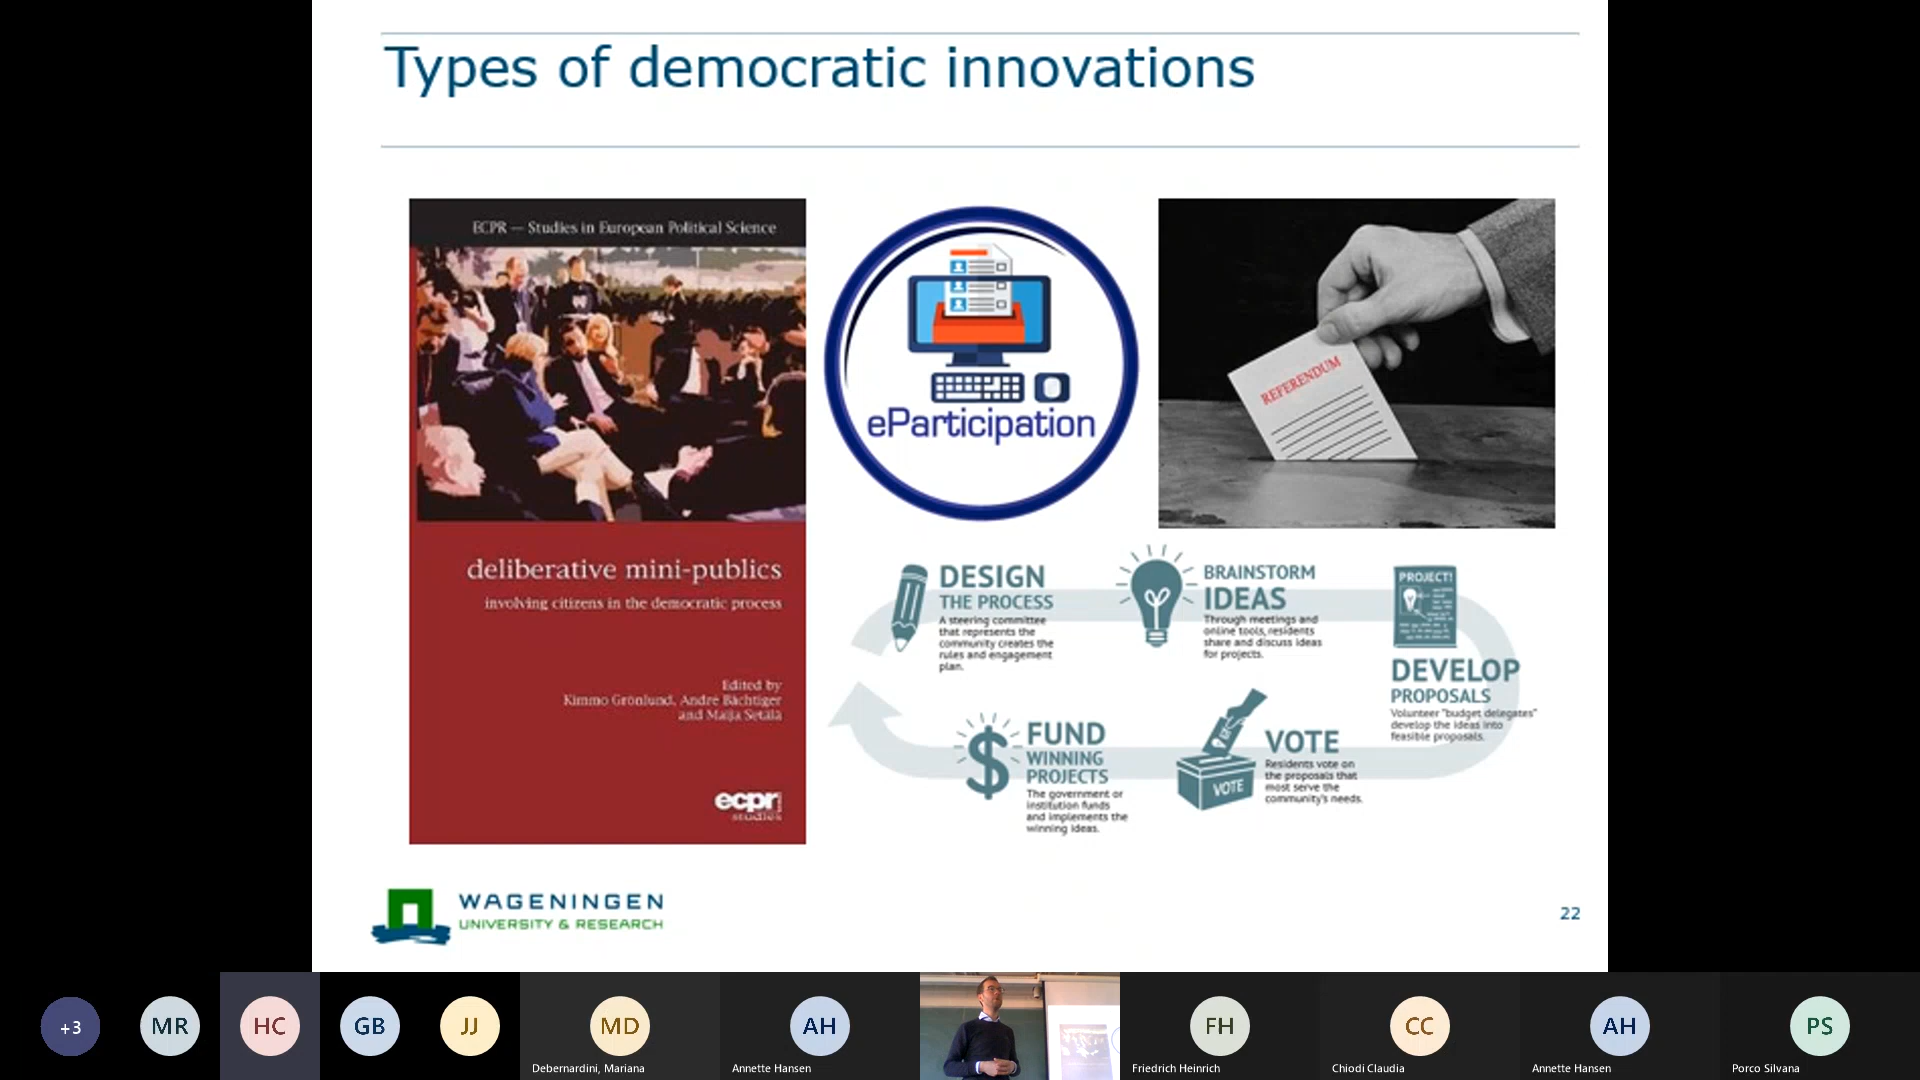 Types of democratic innovations
ECPR — Studies in European Political Science
deliberative mini-publics
involving citizens in the democratic process
Edited by
Kimmo Grönlund, André Bächtiger
and Maija Setälä
ecpr
studies
eParticipation
REFERENDUM
DESIGN
THE PROCESS
A steering committee
that represents the
community creates the
rules and engagement
plan.
BRAINSTORM
IDEAS
Through meetings and
online tools, residents
share and discuss ideas
for projects.
PROJECT!
DEVELOP
PROPOSALS
Volunteer "budget delegates"
develop the ideas into
feasible proposals.
VOTE
VOTE
Residents vote on
the proposals that
most serve the
community's needs.
FUND
WINNING
PROJECTS
The government or
institution funds
and implements the
winning ideas.
WAGENINGEN
UNIVERSITY & RESEARCH
22
+3
MR
HC
GB
JJ
MD
Debernardini, Mariana
AH
Annette Hansen
FH
Friedrich Heinrich
CC
Chiodi Claudia
AH
Annette Hansen
PS
Porco Silvana